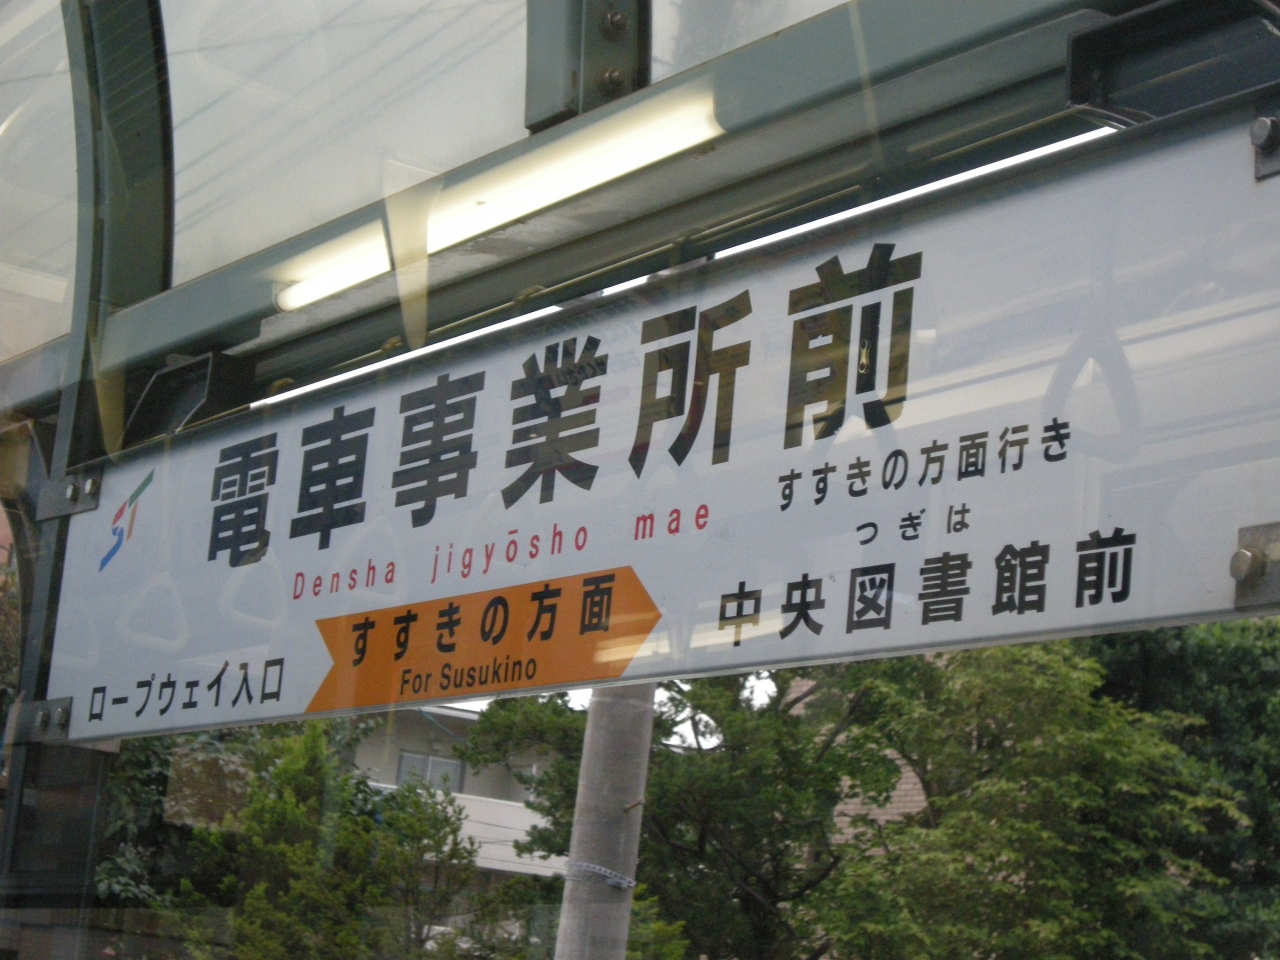 ST
電車事業所前
Densha jigyōsho mae
すすきの方面行き
つぎは
中央図書館前
すすきの方面
For Susukino
ロープウェイ入口